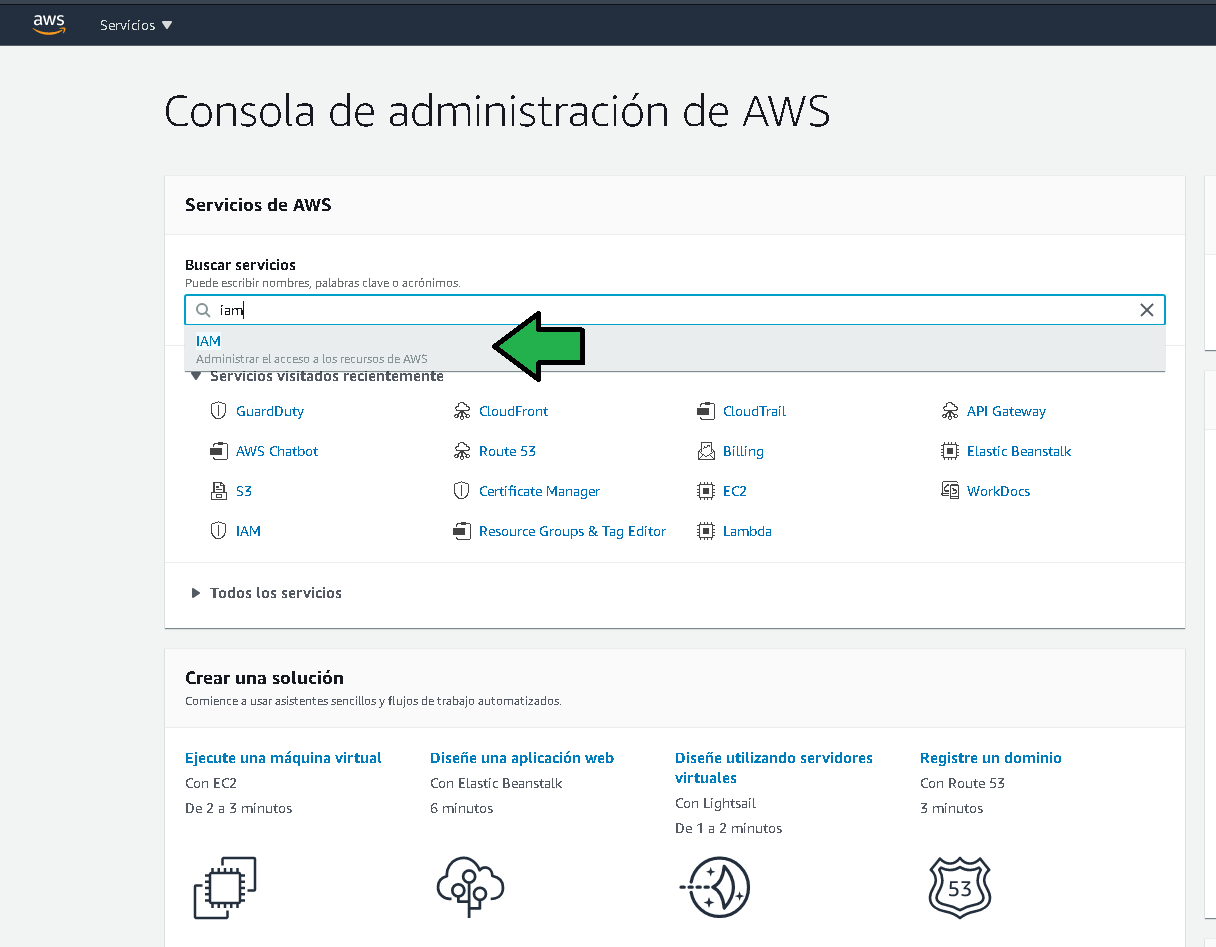 aws
Servicios
Consola de administración de AWS
Servicios de AWS
Buscar servicios
Puede escribir nombres, palabras clave o acrónimos.
iam
IAM
Administrar el acceso a los recursos de AWS
Servicios visitados recientemente
GuardDuty
CloudFront
CloudTrail
API Gateway
AWS Chatbot
Route 53
Billing
Elastic Beanstalk
S3
Certificate Manager
EC2
WorkDocs
IAM
Resource Groups & Tag Editor
Lambda
Todos los servicios
Crear una solución
Comience a usar asistentes sencillos y flujos de trabajo automatizados.
Ejecute una máquina virtual
Con EC2
De 2 a 3 minutos
Diseñe una aplicación web
Con Elastic Beanstalk
6 minutos
Diseñe utilizando servidores
virtuales
Con Lightsail
De 1 a 2 minutos
Registre un dominio
Con Route 53
3 minutos
53